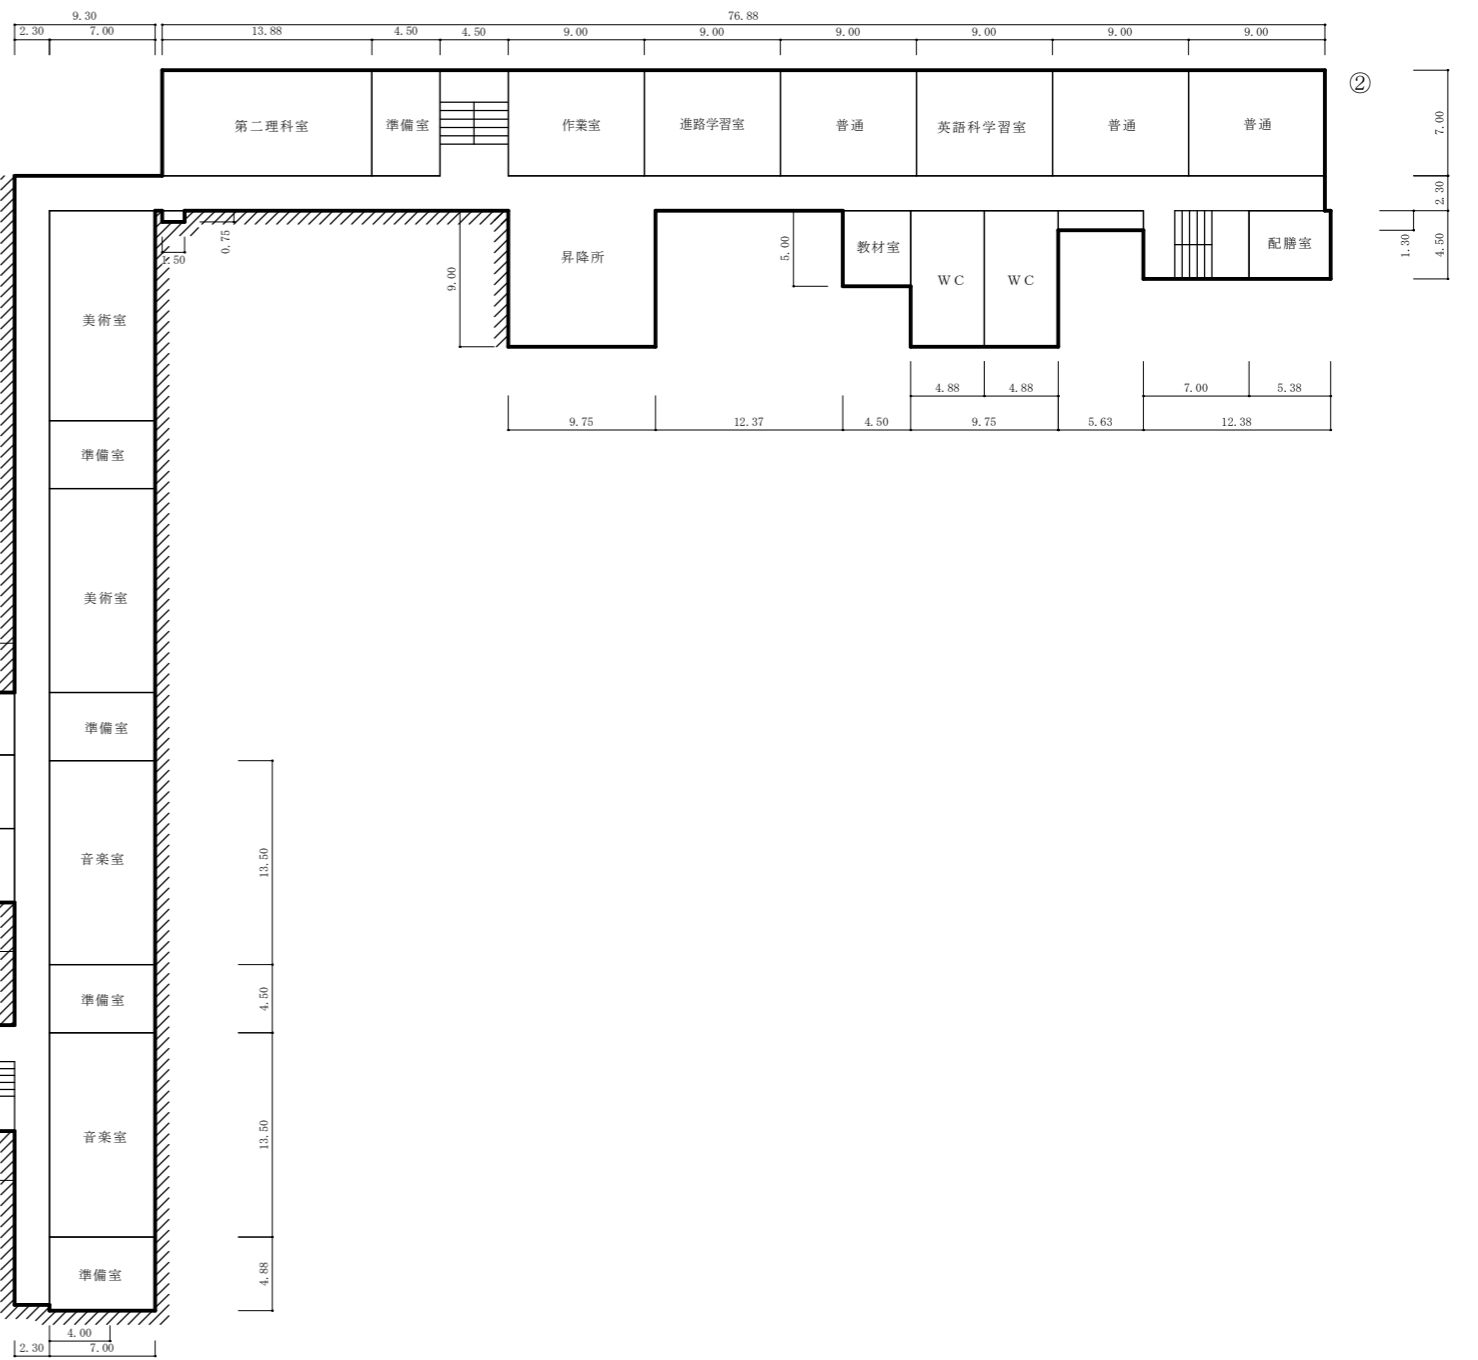 9.30
76.88
2.30 7.00 13.88 4.50 4.50 9.00 9.00 9.00 9.00 9.00 9.00
②
第二理科室 準備室 作業室 進路学習室 普通 英語科学習室 普通 普通
7.00
2.30
1.30
4.50
0.75
1.50
9.00
昇降所
5.00
教材室
WC
WC
配膳室
美術室
4.88 4.88 7.00 5.38
9.75 12.37 4.50 9.75 5.63 12.38
準備室
美術室
準備室
音楽室
13.50
準備室
4.50
音楽室
13.50
準備室
4.88
4.00
2.30 7.00